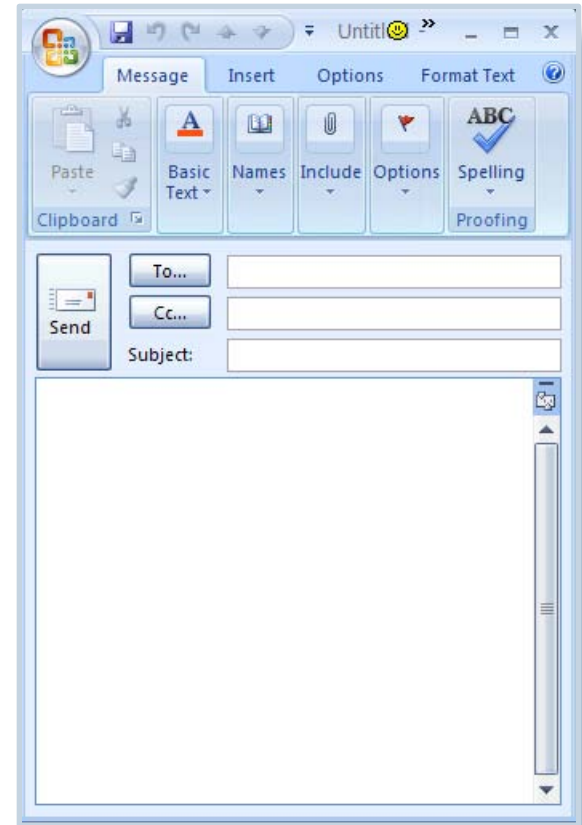 Untitl
Message Insert Options Format Text
ABC
Paste Basic Text Names Include Options Spelling
Clipboard Proofing
To...
Cc...
Send
Subject: